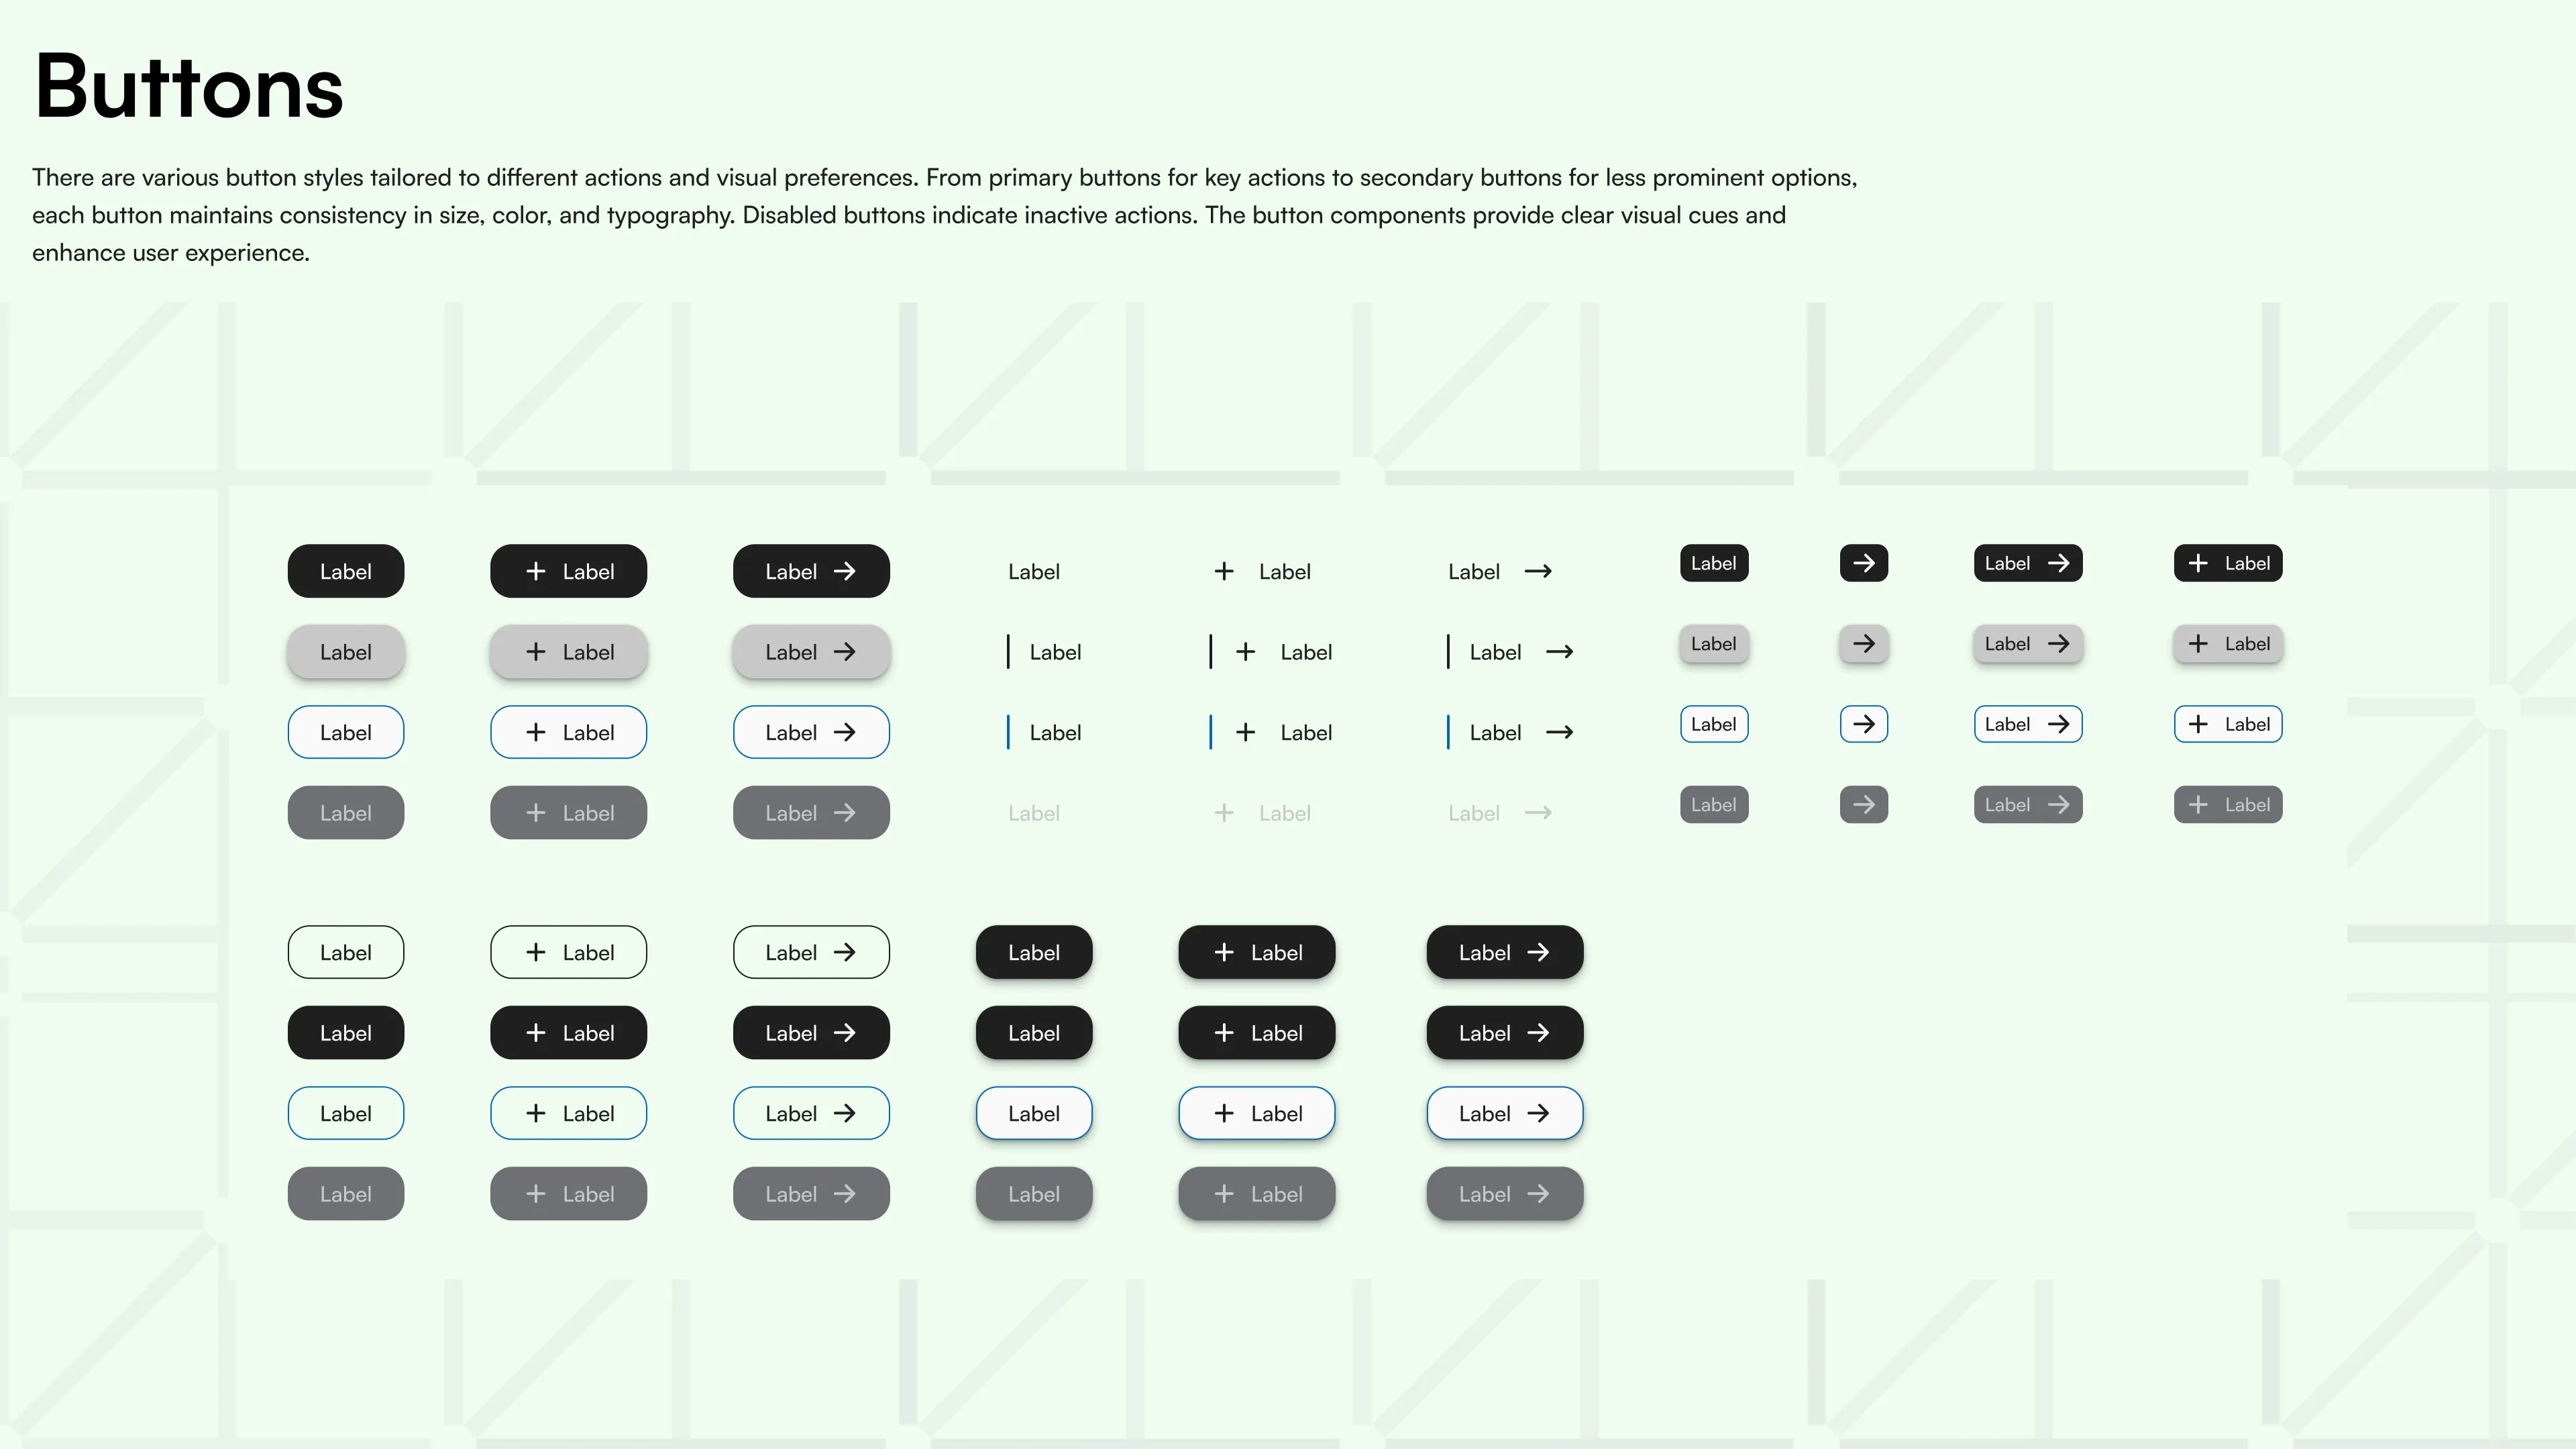 Buttons
There are various button styles tailored to different actions and visual preferences. From primary buttons for key actions to secondary buttons for less prominent options,
each button maintains consistency in size, color, and typography. Disabled buttons indicate inactive actions. The button components provide clear visual cues and
enhance user experience.
Label + Label Label → Label + Label Label → Label → Label → + Label
Label + Label Label → Label + Label Label → Label → Label → + Label
Label + Label Label → Label + Label Label → Label → Label → + Label
Label + Label Label → Label + Label Label → Label → Label → + Label
Label + Label Label → Label + Label Label →
Label + Label Label → Label + Label Label →
Label + Label Label → Label + Label Label →
Label + Label Label → Label + Label Label →